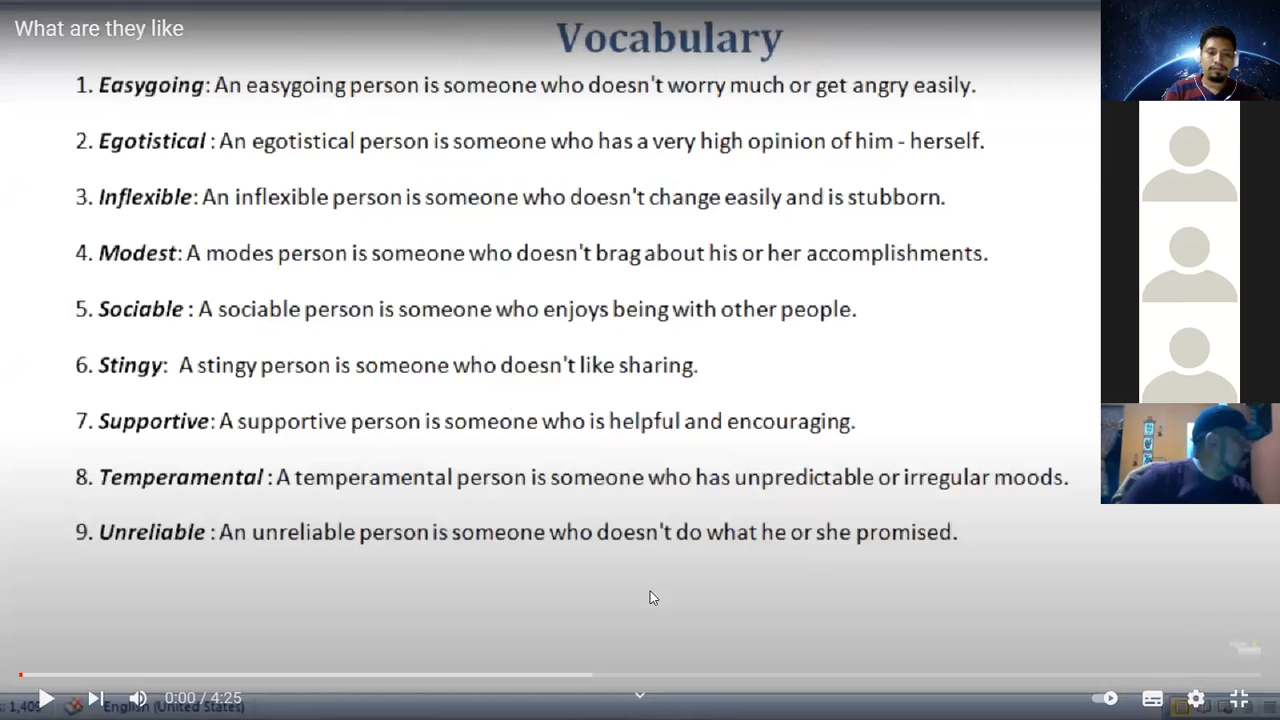 What are they like
Vocabulary
1. Easygoing: An easygoing person is someone who doesn't worry much or get angry easily.
2. Egotistical : An egotistical person is someone who has a very high opinion of him - herself.
3. Inflexible: An inflexible person is someone who doesn't change easily and is stubborn.
4. Modest: A modes person is someone who doesn't brag about his or her accomplishments.
5. Sociable : A sociable person is someone who enjoys being with other people.
6. Stingy:  A stingy person is someone who doesn't like sharing.
7. Supportive: A supportive person is someone who is helpful and encouraging.
8. Temperamental : A temperamental person is someone who has unpredictable or irregular moods.
9. Unreliable : An unreliable person is someone who doesn't do what he or she promised.
0:00 / 4:25
English (United States)